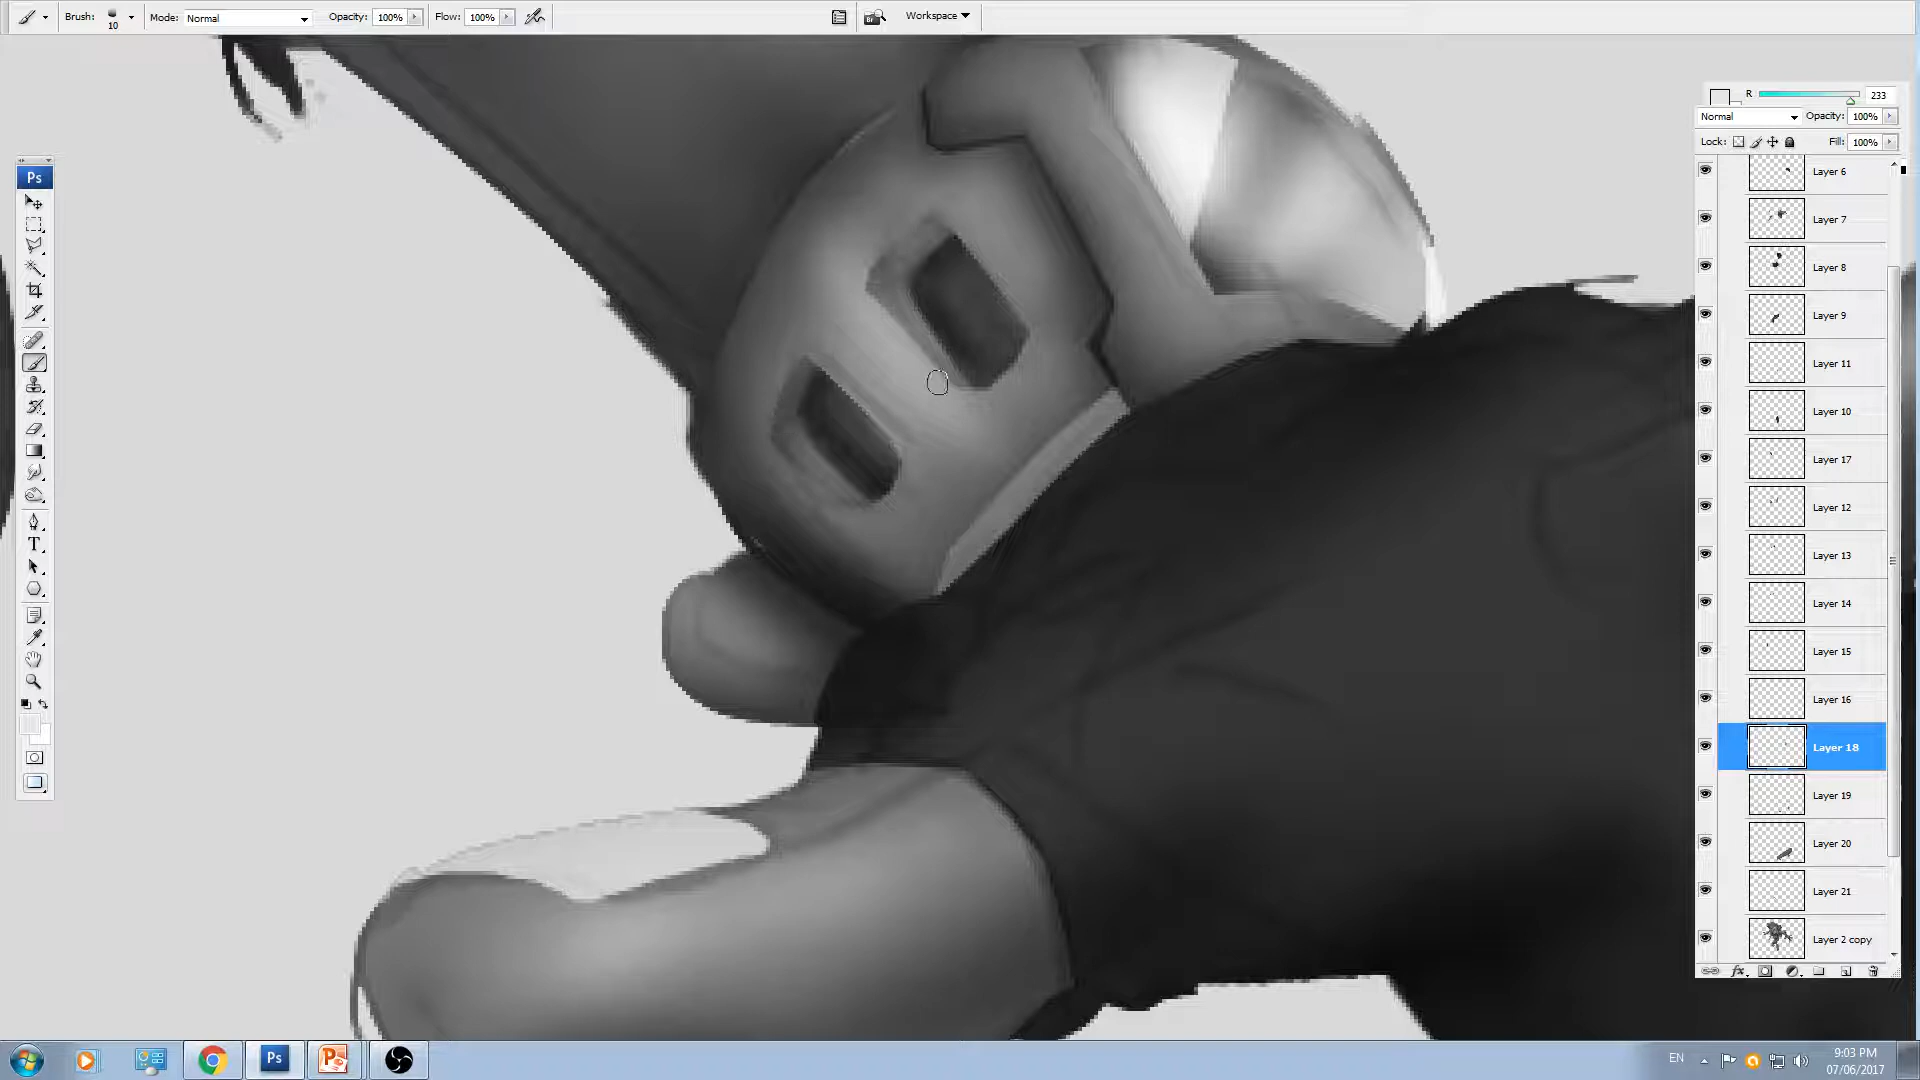 Brush: 10 Mode: Normal Opacity: 100% Flow: 100% Workspace
R 233
Normal Opacity: 100%
Lock: Fill: 100%
Ps
Layer 6
Layer 7
Layer 8
Layer 9
Layer 11
Layer 10
Layer 17
Layer 12
Layer 13
Layer 14
Layer 15
Layer 16
Layer 18
Layer 19
Layer 20
Layer 21
Layer 2 copy
Ps
EN
9:03 PM
07/06/2017